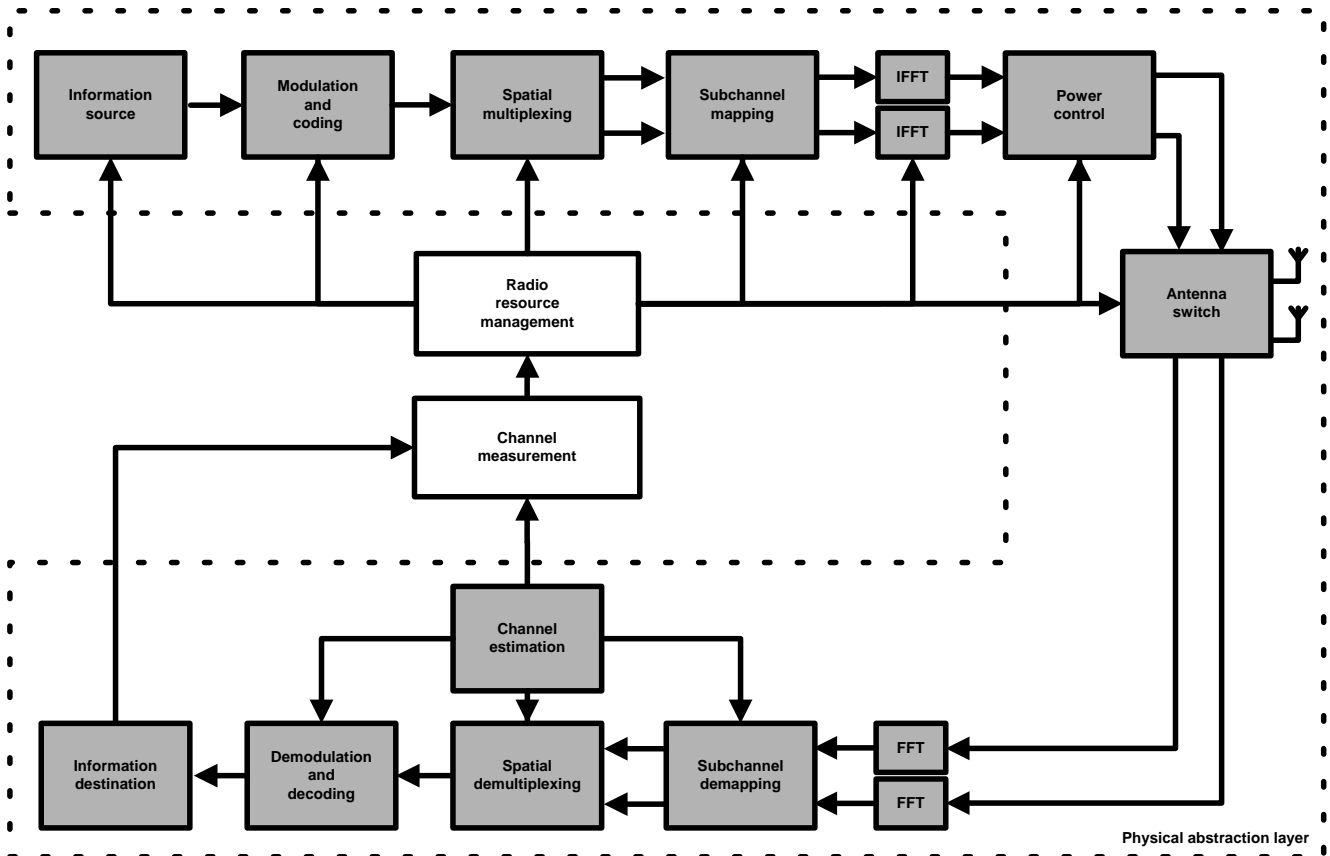 Information
source
Modulation
and
coding
Spatial
multiplexing
Subchannel
mapping
IFFT
IFFT
Power
control
Radio
resource
management
Antenna
switch
Channel
measurement
Channel
estimation
Information
destination
Demodulation
and
decoding
Spatial
demultiplexing
Subchannel
demapping
FFT
FFT
Physical abstraction layer